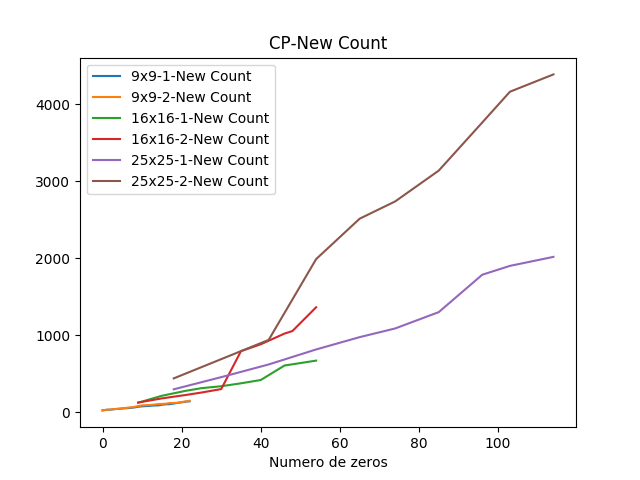 CP-New Count
9x9-1-New Count
9x9-2-New Count
16x16-1-New Count
16x16-2-New Count
25x25-1-New Count
25x25-2-New Count
4000
3000
2000
1000
0
0 20 40 60 80 100
Numero de zeros